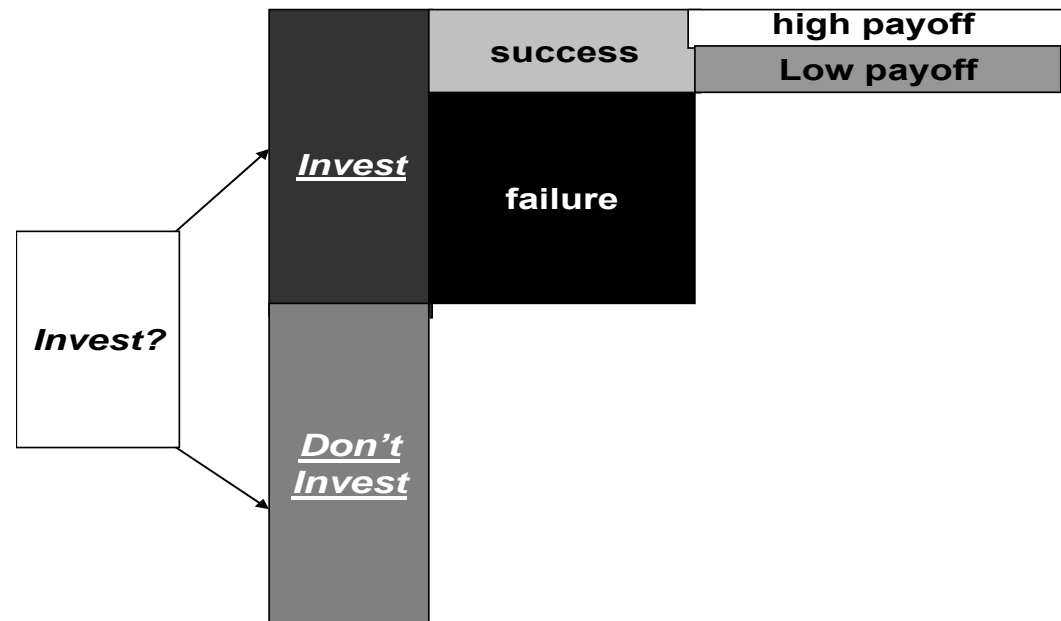 Invest?
Invest
Don't
Invest
success
failure
high payoff
Low payoff